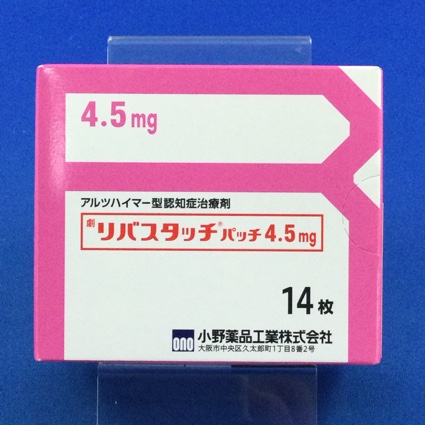 4.5mg
アルツハイマー型認知症治療剤
劇 リバスタッチ®パッチ4.5mg
14枚
ono 小野薬品工業株式会社
大阪市中央区久太郎町1丁目8番2号